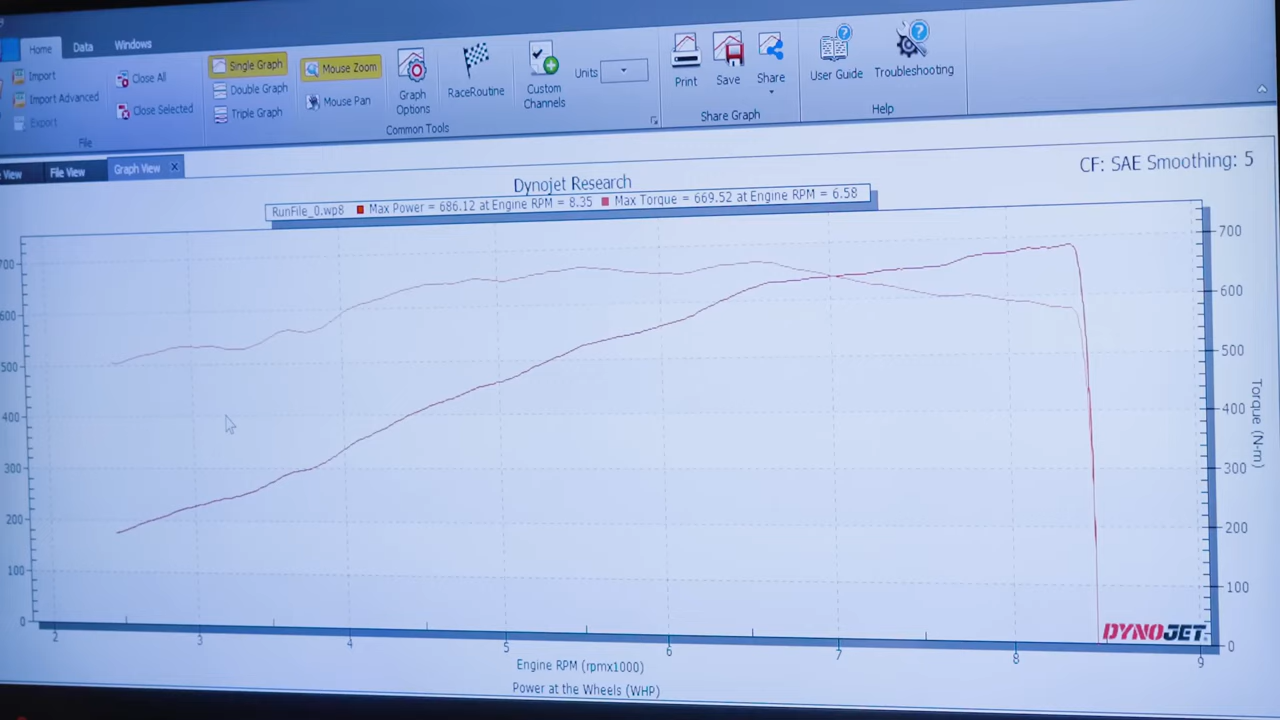 Home Data Windows
Import
Import Advanced
Export
File
Close All
Close Selected
Single Graph
Double Graph
Triple Graph
Mouse Zoom
Mouse Pan
Graph
Options
RaceRoutine
Custom
Channels
Units
Common Tools
Print
Save
Share
Share Graph
User Guide
Troubleshooting
Help
View
File View
Graph View x
CF: SAE Smoothing: 5
Dynojet Research
RunFile_0.wp8 Max Power = 686.12 at Engine RPM = 8.35 Max Torque = 669.52 at Engine RPM = 6.58
700
600
500
400
300
200
100
0
700
600
500
400
300
200
100
0
Torque (N-m)
DYNOJET
2 3 4 5 6 7 8 9
Engine RPM (rpmx1000)
Power at the Wheels (WHP)